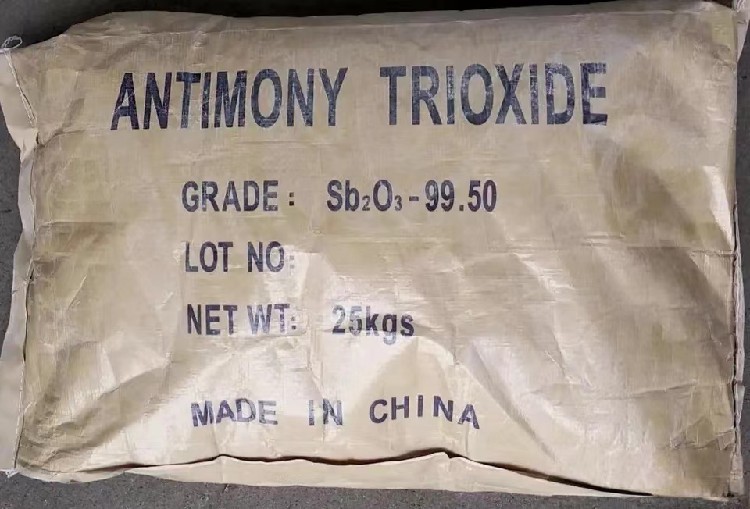 ANTIMONY TRIOXIDE
GRADE: Sb₂O₃-99.50
LOT NO:
NET WT: 25kgs
MADE IN CHINA